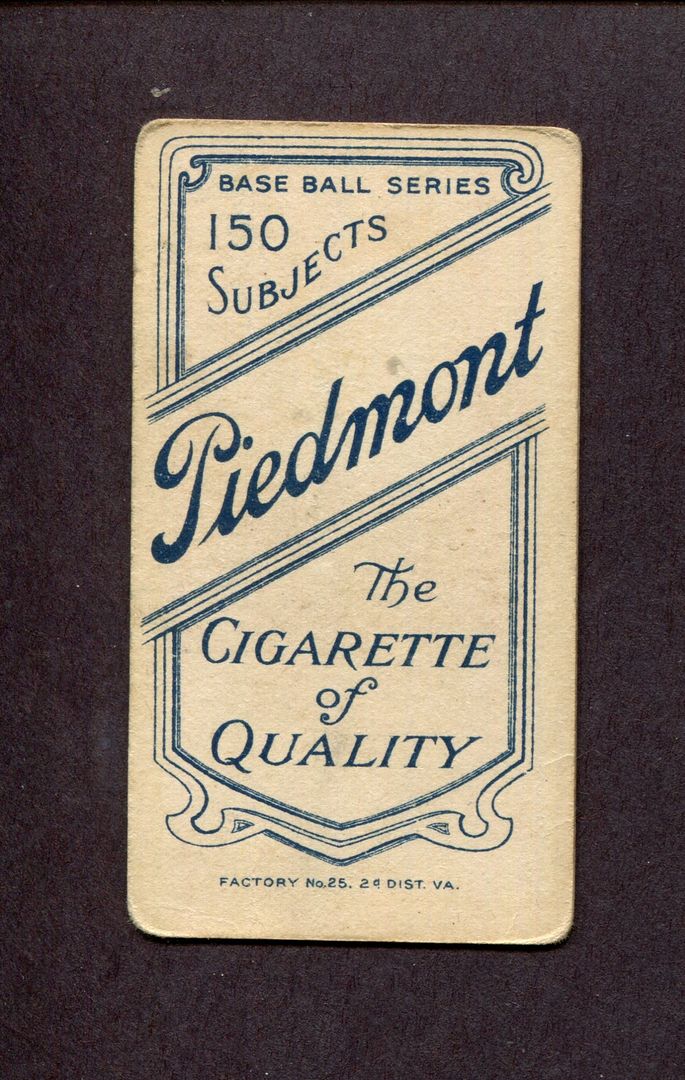 BASE BALL SERIES
150
SUBJECTS
Piedmont
The
CIGARETTE
of
QUALITY
FACTORY No. 25. 2d DIST. VA.